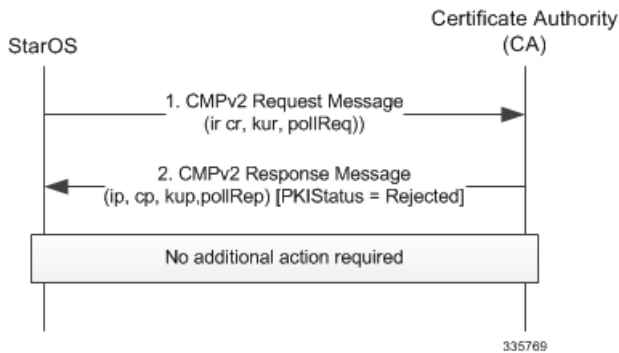 StarOS
Certificate Authority
(CA)
1. CMPv2 Request Message
(ir cr, kur, pollReq))
2. CMPv2 Response Message
(ip, cp, kup,pollRep) [PKIStatus = Rejected]
No additional action required
335769